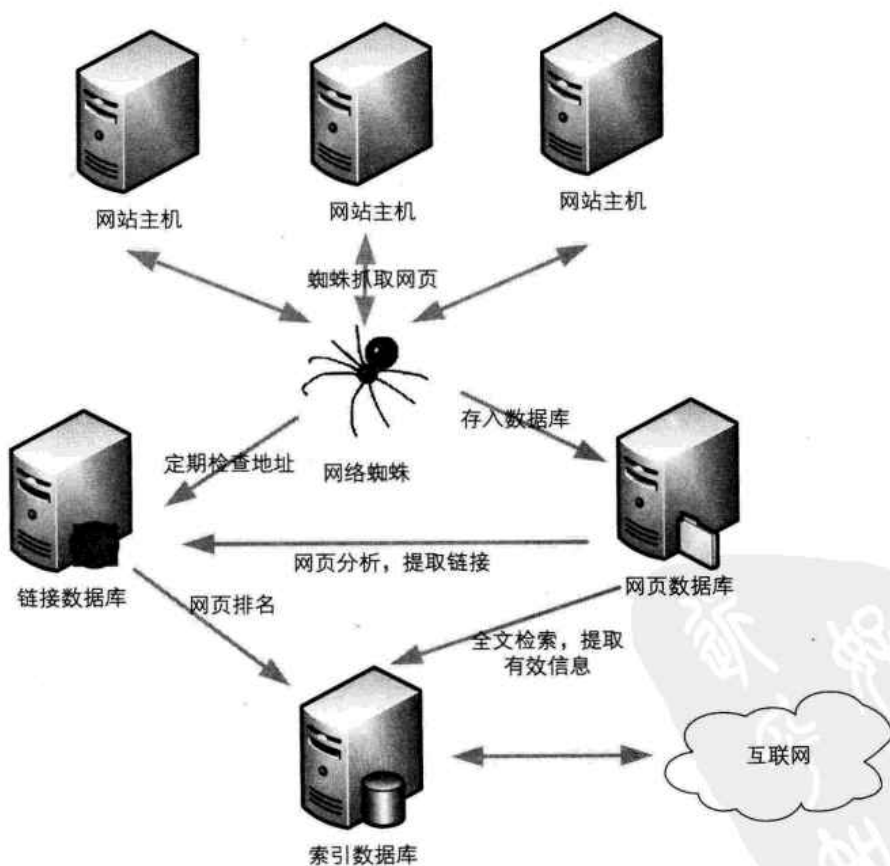 网站主机
网站主机
网站主机
蜘蛛抓取网页
存入数据库
定期检查地址
网络蜘蛛
网页分析，提取链接
网页数据库
链接数据库
网页排名
全文检索，提取
有效信息
互联网
索引数据库